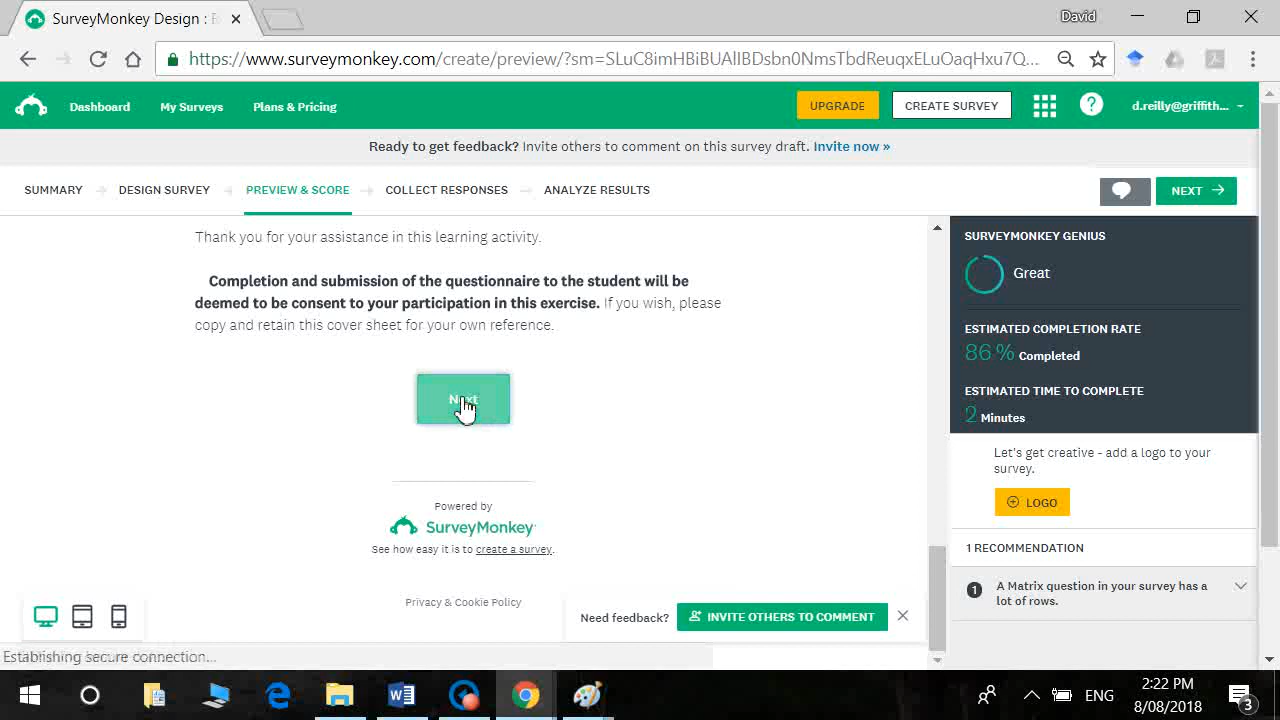 SurveyMonkey Design :
David
https://www.surveymonkey.com/create/preview/?sm=SLuC8imHBiBUAlIBDsbn0NmsTbdReuqxELuOaqHxu7Q...
Dashboard
My Surveys
Plans & Pricing
UPGRADE
CREATE SURVEY
?
d.reilly@griffith...
Ready to get feedback? Invite others to comment on this survey draft. Invite now »
SUMMARY
DESIGN SURVEY
PREVIEW & SCORE
COLLECT RESPONSES
ANALYZE RESULTS
NEXT
Thank you for your assistance in this learning activity.
Completion and submission of the questionnaire to the student will be
deemed to be consent to your participation in this exercise. If you wish, please
copy and retain this cover sheet for your own reference.
Next
Powered by
SurveyMonkey
See how easy it is to create a survey.
Privacy & Cookie Policy
Need feedback?
INVITE OTHERS TO COMMENT
SURVEYMONKEY GENIUS
Great
ESTIMATED COMPLETION RATE
86 % Completed
ESTIMATED TIME TO COMPLETE
2 Minutes
Let's get creative - add a logo to your
survey.
LOGO
1 RECOMMENDATION
1
A Matrix question in your survey has a
lot of rows.
Establishing secure connection...
ENG
2:22 PM
8/08/2018
3